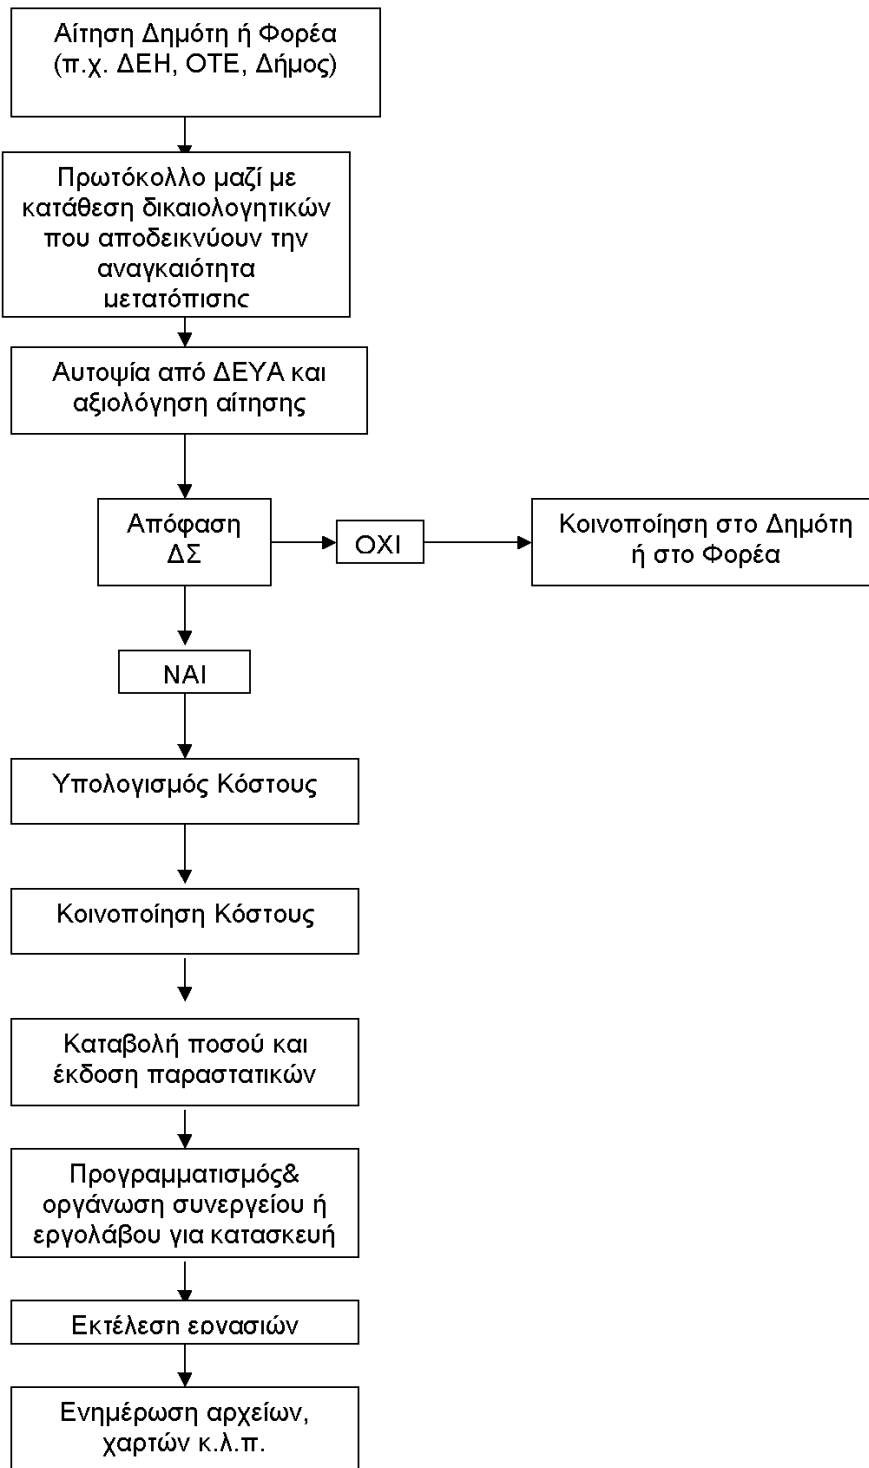 Αίτηση Δημότη ή Φορέα
(π.χ. ΔΕΗ, ΟΤΕ, Δήμος)
Πρωτόκολλο μαζί με
κατάθεση δικαιολογητικών
που αποδεικνύουν την
αναγκαιότητα
μετατόπισης
Αυτοψία από ΔΕΥΑ και
αξιολόγηση αίτησης
Απόφαση
ΔΣ
ΟΧΙ
Κοινοποίηση στο Δημότη
ή στο Φορέα
ΝΑΙ
Υπολογισμός Κόστους
Κοινοποίηση Κόστους
Καταβολή ποσού και
έκδοση παραστατικών
Προγραμματισμός&
οργάνωση συνεργείου ή
εργολάβου για κατασκευή
Εκτέλεση εργασιών
Ενημέρωση αρχείων,
χαρτών κ.λ.π.